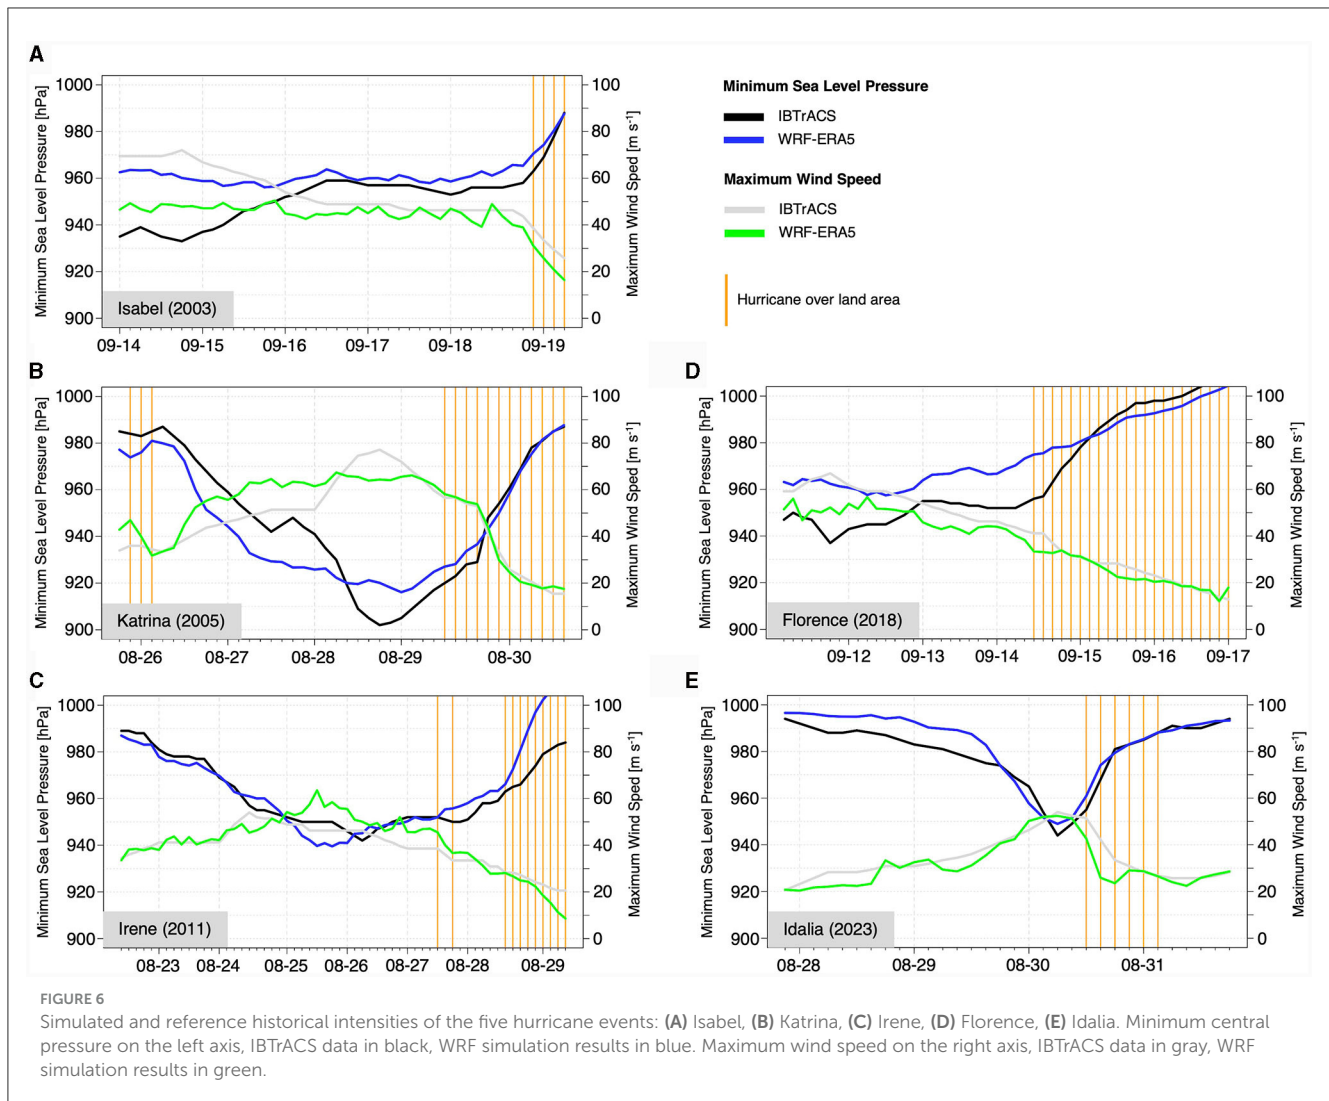 A
Minimum Sea Level Pressure [hPa]
1000
980
960
940
920
900
100
80
60
40
20
0
Maximum Wind Sped [m s-1]
Isabel (2003)
09-14 09-15 09-16 09-17 09-18 09-19
Minimum Sea Level Pressure
IBTrACS
WRF-ERA5
Maximum Wind Speed
IBTrACS
WRF-ERA5
Hurricane over land area
B
Minimum Sea Level Pressure [hPa]
1000
980
960
940
920
900
100
80
60
40
20
0
Maximum Wind Sped [m s-1]
Katrina (2005)
08-26 08-27 08-28 08-29 08-30
D
Minimum Sea Level Pressure [hPa]
1000
980
960
940
920
900
100
80
60
40
20
0
Maximum Wind Sped [m s-1]
Florence (2018)
09-12 09-13 09-14 09-15 09-16 09-17
C
Minimum Sea Level Pressure [hPa]
1000
980
960
940
920
900
100
80
60
40
20
0
Maximum Wind Sped [m s-1]
Irene (2011)
08-23 08-24 08-25 08-26 08-27 08-28 08-29
E
Minimum Sea Level Pressure [hPa]
1000
980
960
940
920
900
100
80
60
40
20
0
Maximum Wind Sped [m s-1]
Idalia (2023)
08-28 08-29 08-30 08-31
FIGURE 6
Simulated and reference historical intensities of the five hurricane events: (A) Isabel, (B) Katrina, (C) Irene, (D) Florence, (E) Idalia. Minimum central
pressure on the left axis, IBTrACS data in black, WRF simulation results in blue. Maximum wind speed on the right axis, IBTrACS data in gray, WRF
simulation results in green.